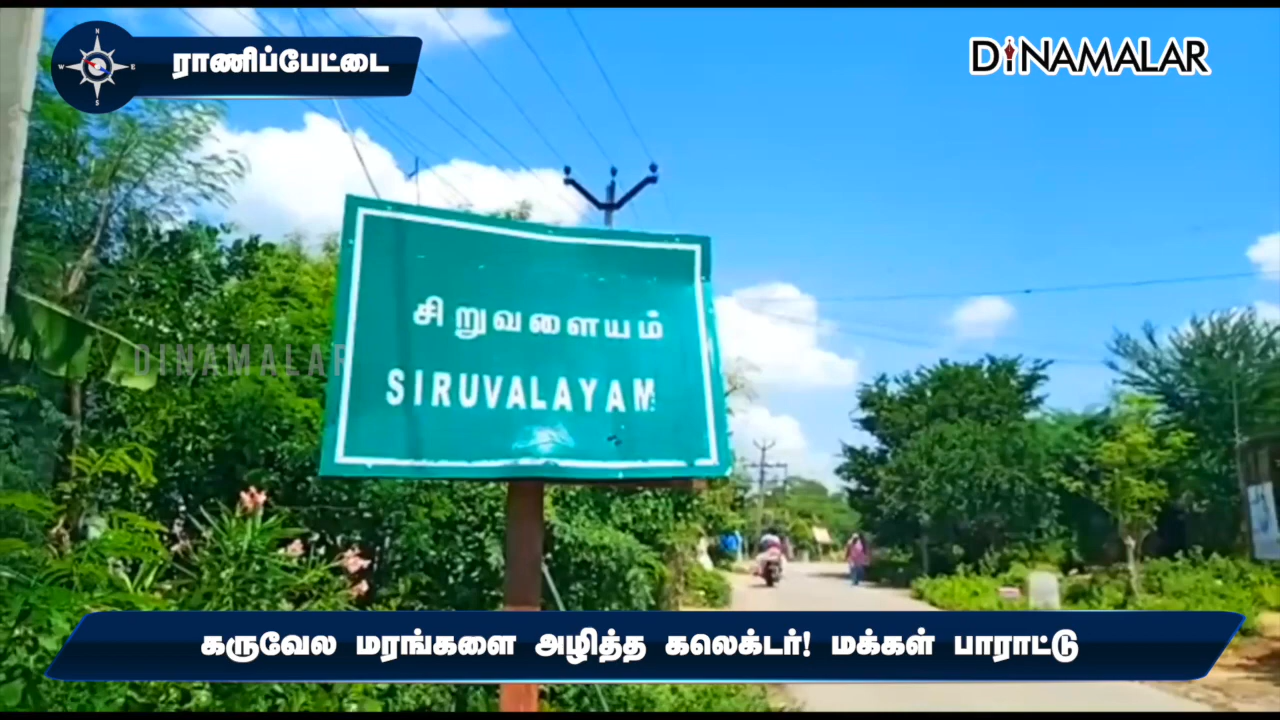 ராணிப்பேட்டை
DINAMALAR
சிறுவளையம்
DINAMALAR
SIRUVALAYAM
கருவேல மரங்களை அழித்த கலெக்டர்! மக்கள் பாராட்டு